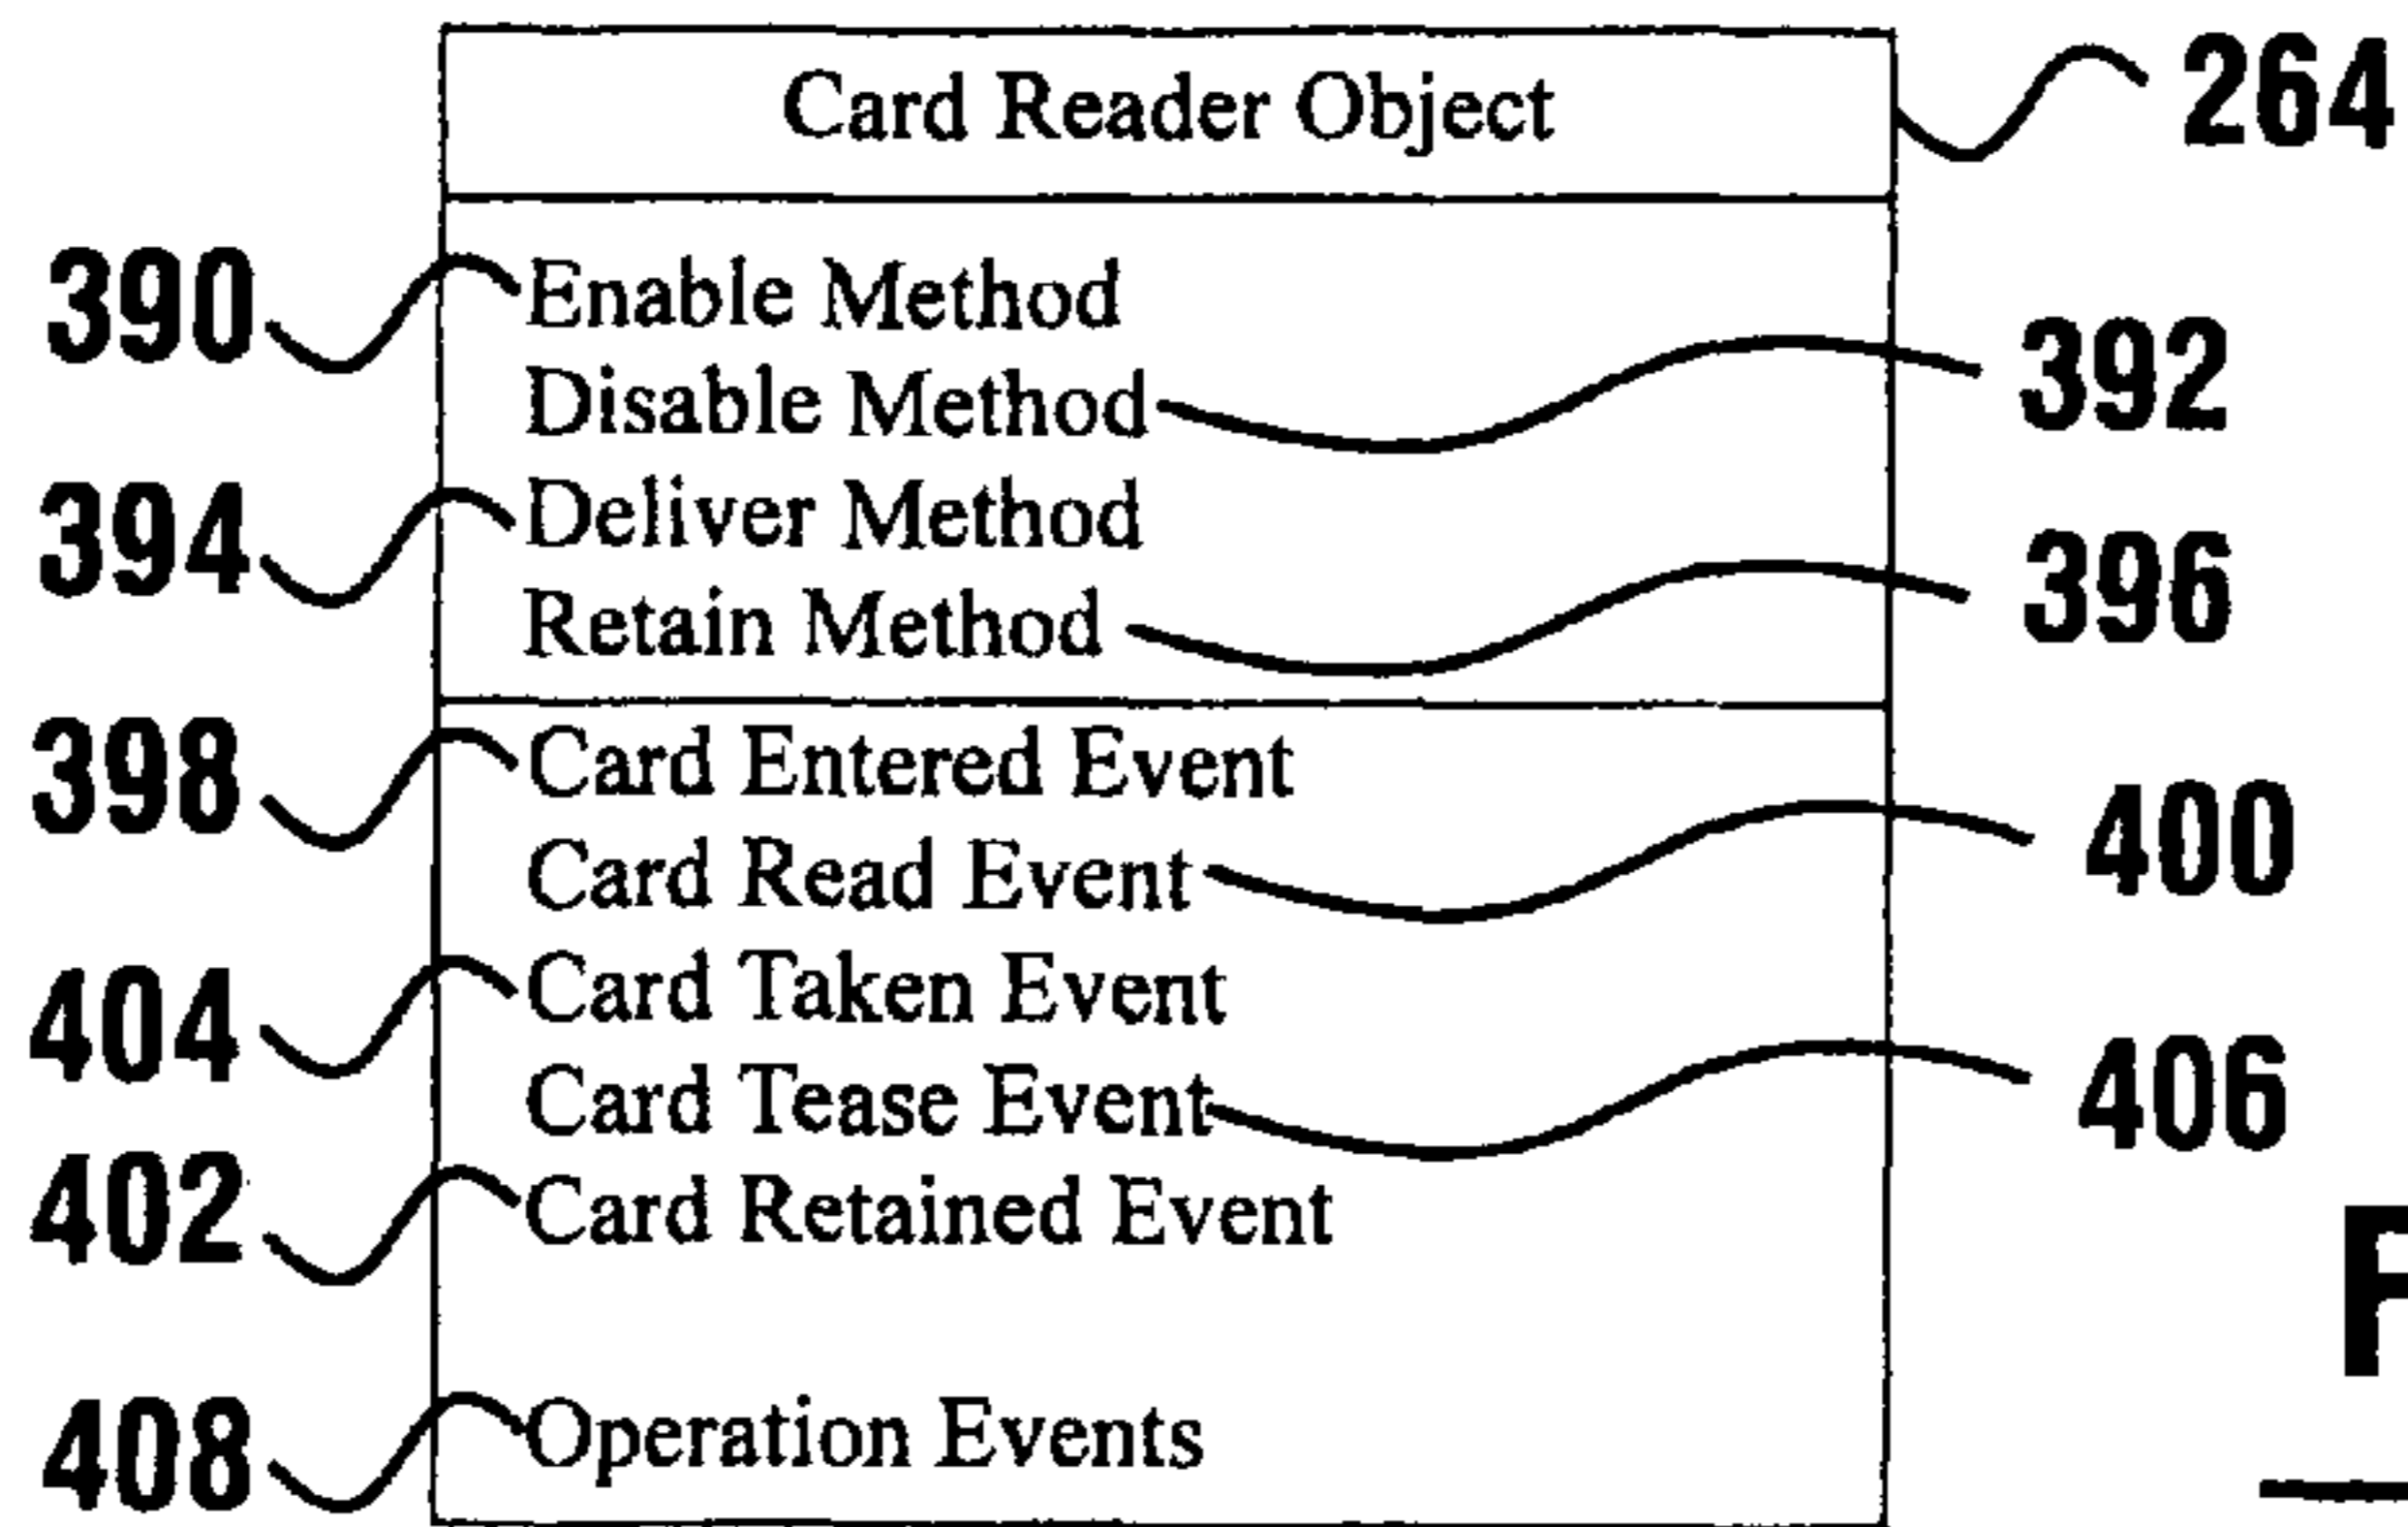 Card Reader Object
264
390
Enable Method
392
Disable Method
394
Deliver Method
396
Retain Method
398
Card Entered Event
400
Card Read Event
404
Card Taken Event
406
Card Tease Event
402
Card Retained Event
408
Operation Events